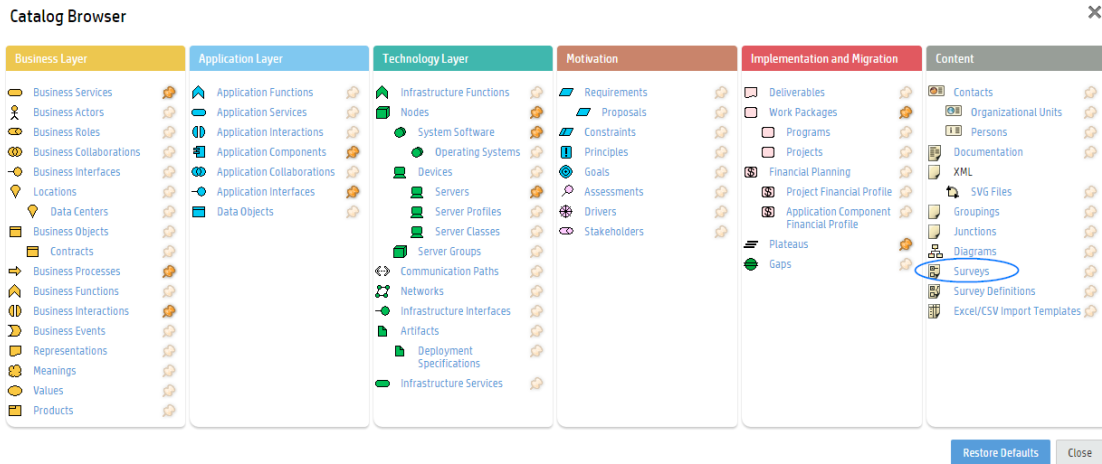 Catalog Browser
Business Layer
Business Services
Business Actors
Business Roles
Business Collaborations
Business Interfaces
Locations
Data Centers
Business Objects
Contracts
Business Processes
Business Functions
Business Interactions
Business Events
Representations
Meanings
Values
Products
Application Layer
Application Functions
Application Services
Application Interactions
Application Components
Application Collaborations
Application Interfaces
Data Objects
Technology Layer
Infrastructure Functions
Nodes
System Software
Operating Systems
Devices
Servers
Server Profiles
Server Classes
Server Groups
Communication Paths
Networks
Infrastructure Interfaces
Artifacts
Deployment
Specifications
Infrastructure Services
Motivation
Requirements
Proposals
Constraints
Principles
Goals
Assessments
Drivers
Stakeholders
Implementation and Migration
Deliverables
Work Packages
Programs
Projects
Financial Planning
Project Financial Profile
Application Component
Financial Profile
Plateaus
Gaps
Content
Contacts
Organizational Units
Persons
Documentation
XML
SVG Files
Groupings
Junctions
Diagrams
Surveys
Survey Definitions
Excel/CSV Import Templates
Restore Defaults
Close